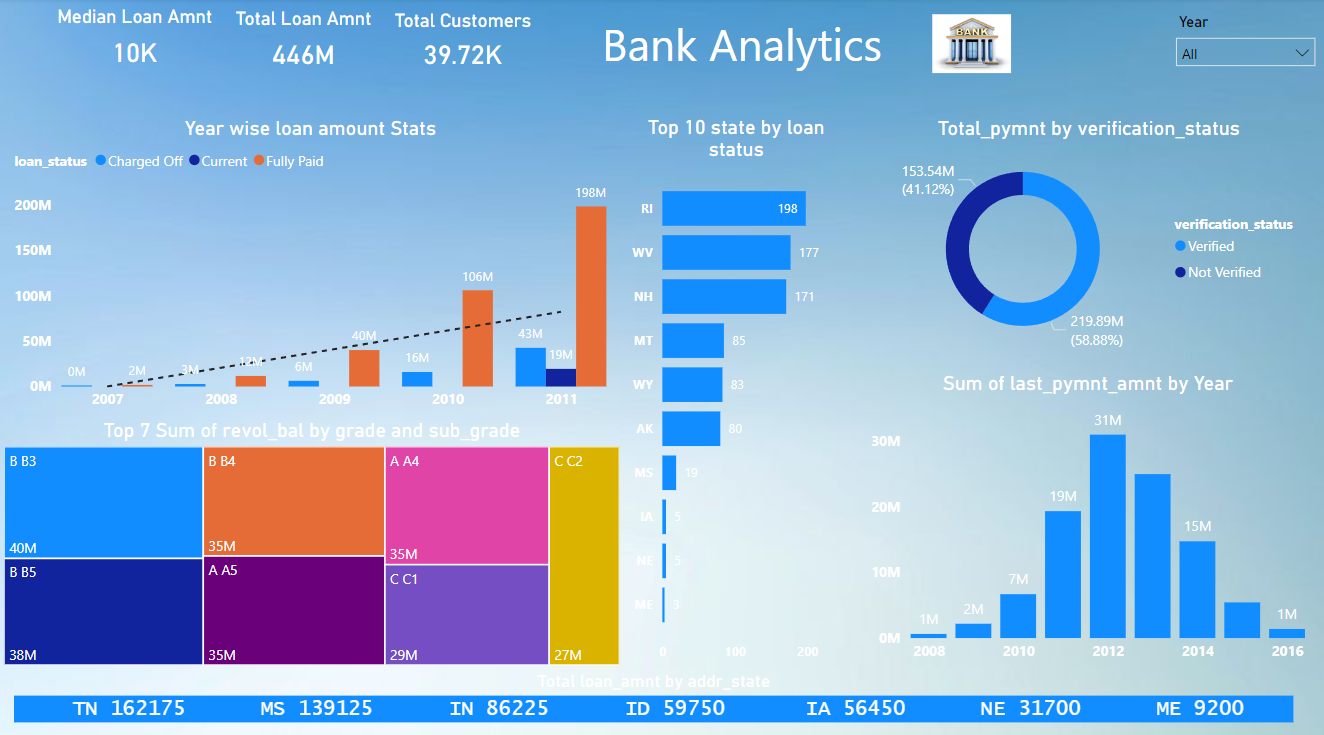 Median Loan Amnt
10K
Total Loan Amnt
446M
Total Customers
39.72K
Bank Analytics
BANK
Year
All
Year wise loan amount Stats
loan_status Charged Off Current Fully Paid
200M
150M
100M
50M
0M
0M
2M
3M
12M
6M
40M
16M
106M
43M
19M
198M
2007 2008 2009 2010 2011
Top 10 state by loan
status
RI 198
WV 177
NH 171
MT 85
WY 83
AK 80
MS 19
IA 5
NE 5
ME 3
0 100 200
Total_pymnt by verification_status
153.54M
(41.12%)
219.89M
(58.88%)
verification_status
Verified
Not Verified
Top 7 Sum of revol_bal by grade and sub_grade
B B3
40M
B B5
38M
B B4
35M
A A5
35M
A A4
35M
C C1
29M
C C2
27M
Sum of last_pymnt_amnt by Year
30M
20M
10M
0M
1M
2M
7M
19M
31M
15M
1M
2008 2010 2012 2014 2016
Total loan_amnt by addr_state
TN 162175 MS 139125 IN 86225 ID 59750 IA 56450 NE 31700 ME 9200